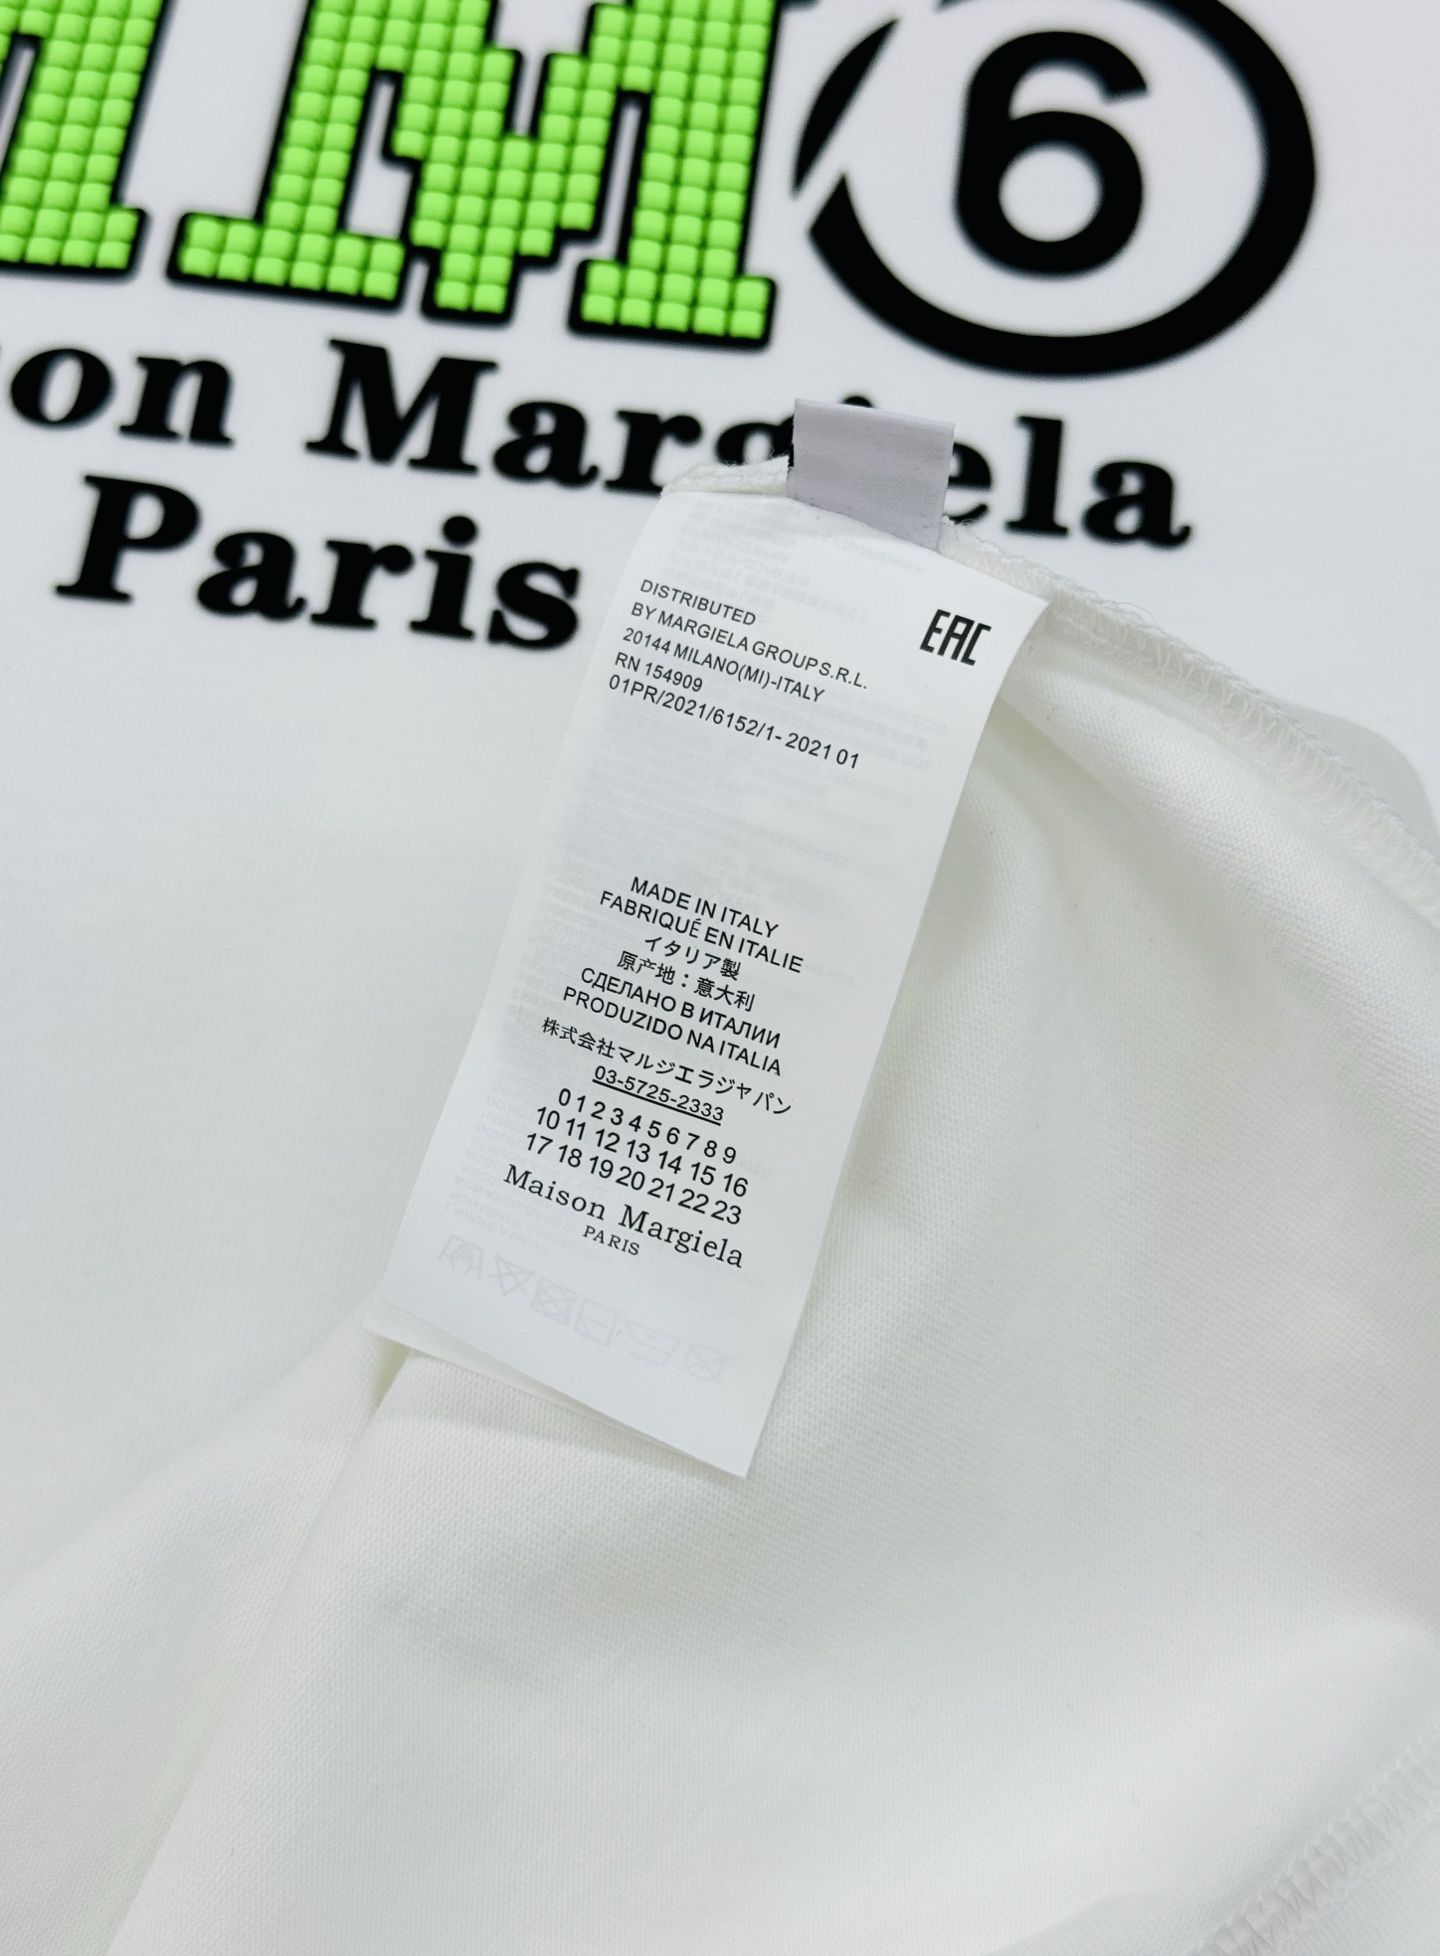 MM6
Maison Margiela
Paris
EAC
DISTRIBUTED
BY MARGIELA GROUP S.R.L.
20144 MILANO(MI)-ITALY
RN 154909
01PR/2021/6152/1- 2021 01
MADE IN ITALY
FABRIQUÉ EN ITALIE
イタリア製
原产地：意大利
СДЕЛАНО В ИТАЛИИ
PRODUZIDO NA ITALIA
株式会社マルジエラジャパン
03-5725-2333
0 1 2 3 4 5 6 7 8 9
10 11 12 13 14 15 16
17 18 19 20 21 22 23
Maison Margiela
PARIS